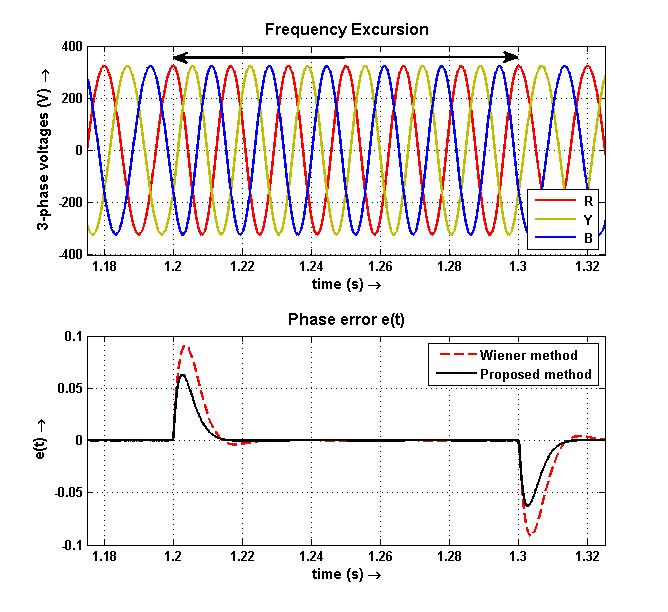 Frequency Excursion
3-phase voltages (V) →
400
200
0
-200
-400
R
Y
B
1.18 1.2 1.22 1.24 1.26 1.28 1.3 1.32
time (s) →
Phase error e(t)
e(t) →
0.1
0.05
0
-0.05
-0.1
Wiener method
Proposed method
1.18 1.2 1.22 1.24 1.26 1.28 1.3 1.32
time (s) →